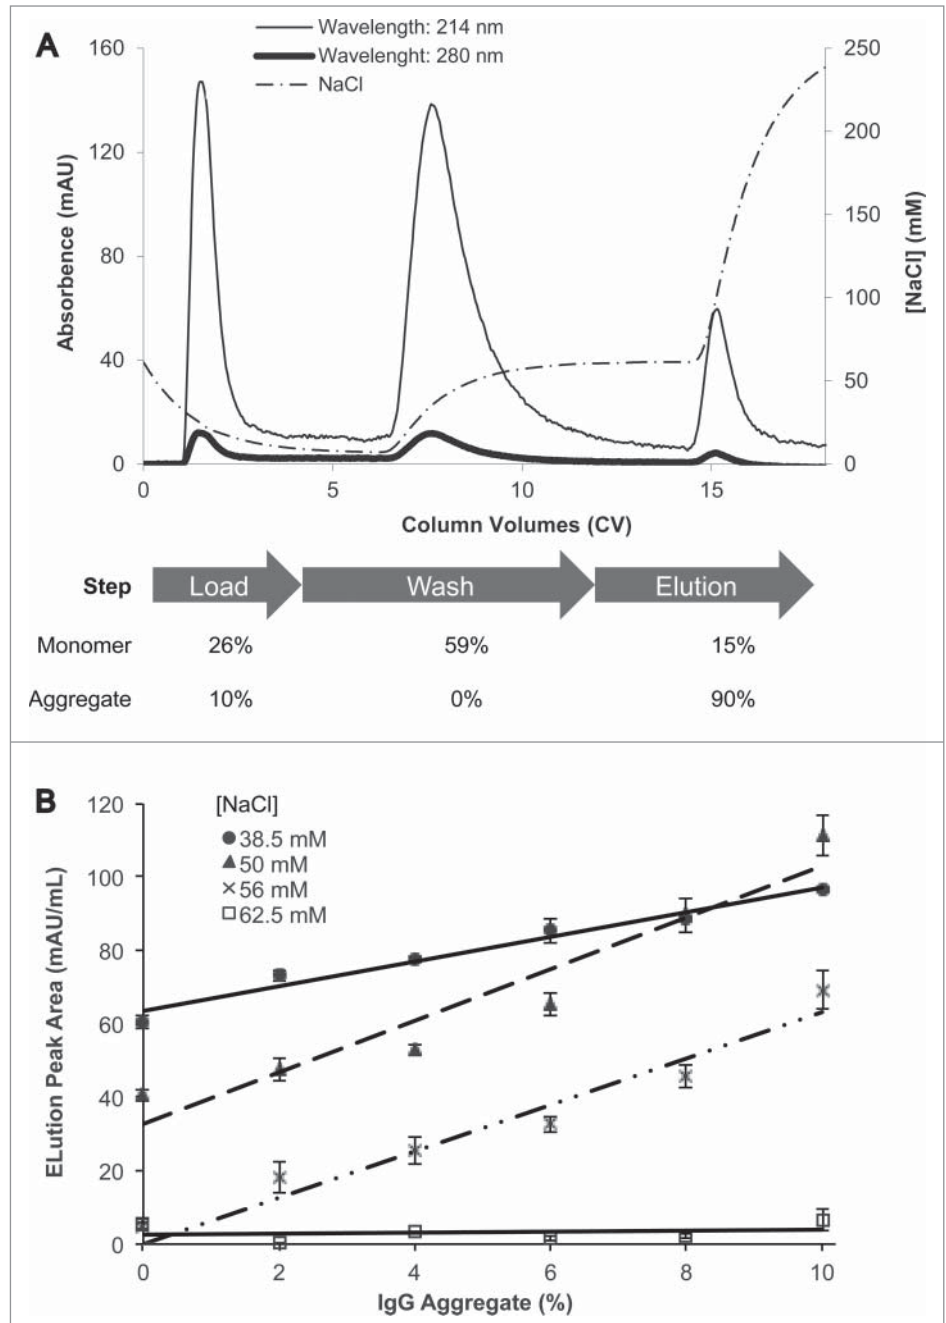 A
Wavelength: 214 nm
Wavelenght: 280 nm
NaCl
160
120
80
40
0
Absorbence (mAU)
250
200
150
100
50
0
[NaCl] (mM)
0 5 10 15
Column Volumes (CV)
Step Load Wash Elution
Monomer 26% 59% 15%
Aggregate 10% 0% 90%
B
[NaCl]
38.5 mM
50 mM
56 mM
62.5 mM
120
100
80
60
40
20
0
ELution Peak Area (mAU/mL)
0 2 4 6 8 10
IgG Aggregate (%)